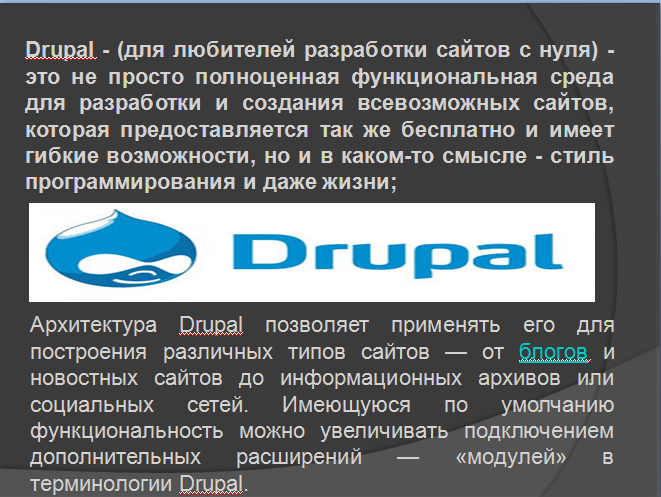 Drupal - (для любителей разработки сайтов с нуля) -
это не просто полноценная функциональная среда
для разработки и создания всевозможных сайтов,
которая предоставляется так же бесплатно и имеет
гибкие возможности, но и в каком-то смысле - стиль
программирования и даже жизни;
Drupal
Архитектура Drupal позволяет применять его для
построения различных типов сайтов — от блогов и
новостных сайтов до информационных архивов или
социальных сетей. Имеющуюся по умолчанию
функциональность можно увеличивать подключением
дополнительных расширений — «модулей» в
терминологии Drupal.